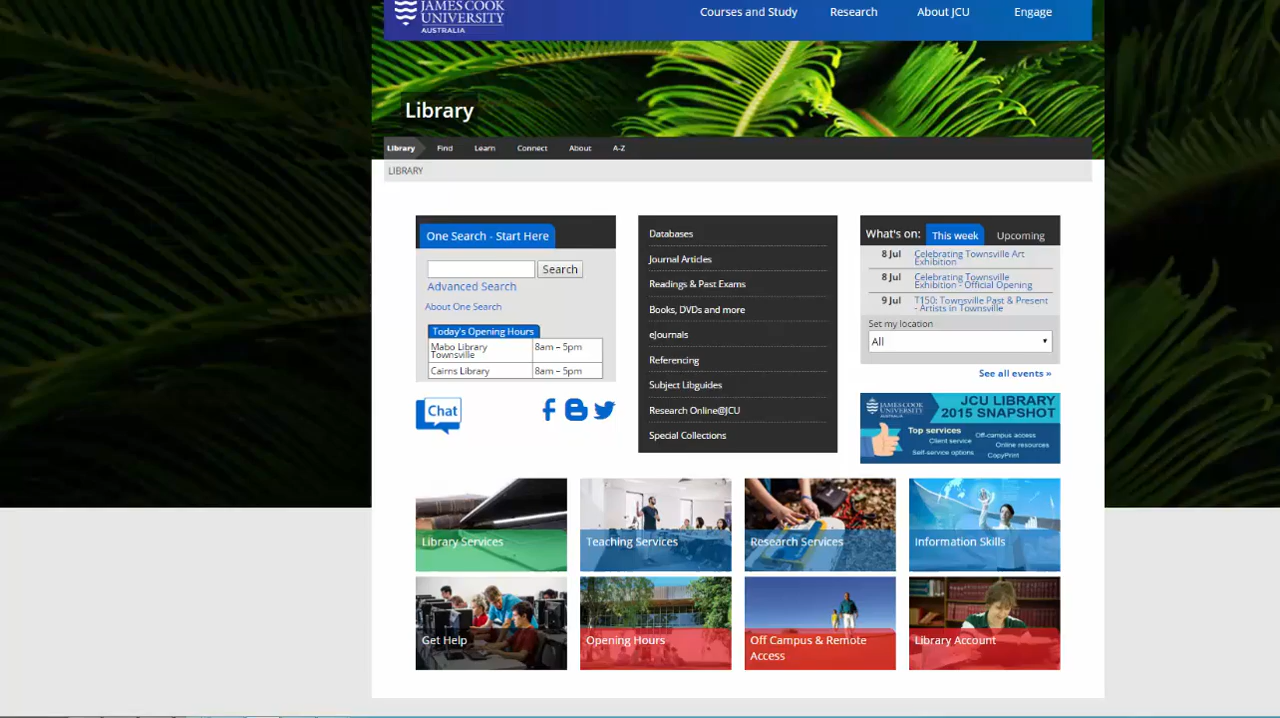 JAMES COOK
UNIVERSITY
AUSTRALIA
Courses and Study
Research
About JCU
Engage
Library
Library
Find
Learn
Connect
About
A-Z
LIBRARY
One Search - Start Here
Search
Advanced Search
About One Search
Today's Opening Hours
Mabo Library
Townsville
8am – 5pm
Cairns Library
8am – 5pm
Chat
Databases
Journal Articles
Readings & Past Exams
Books, DVDs and more
eJournals
Referencing
Subject Libguides
Research Online@JCU
Special Collections
What's on:
This week
Upcoming
8 Jul
Celebrating Townsville Art
Exhibition
8 Jul
Celebrating Townsville
Exhibition - Official Opening
9 Jul
T150: Townsville Past & Present
- Artists in Townsville
Set my location
All
See all events »
JAMES COOK
UNIVERSITY
AUSTRALIA
JCU LIBRARY
2015 SNAPSHOT
Top services
Client service
Off-campus access
Online resources
Self-service options
CopyPrint
Library Services
Teaching Services
Research Services
Information Skills
Get Help
Opening Hours
Off Campus & Remote
Access
Library Account